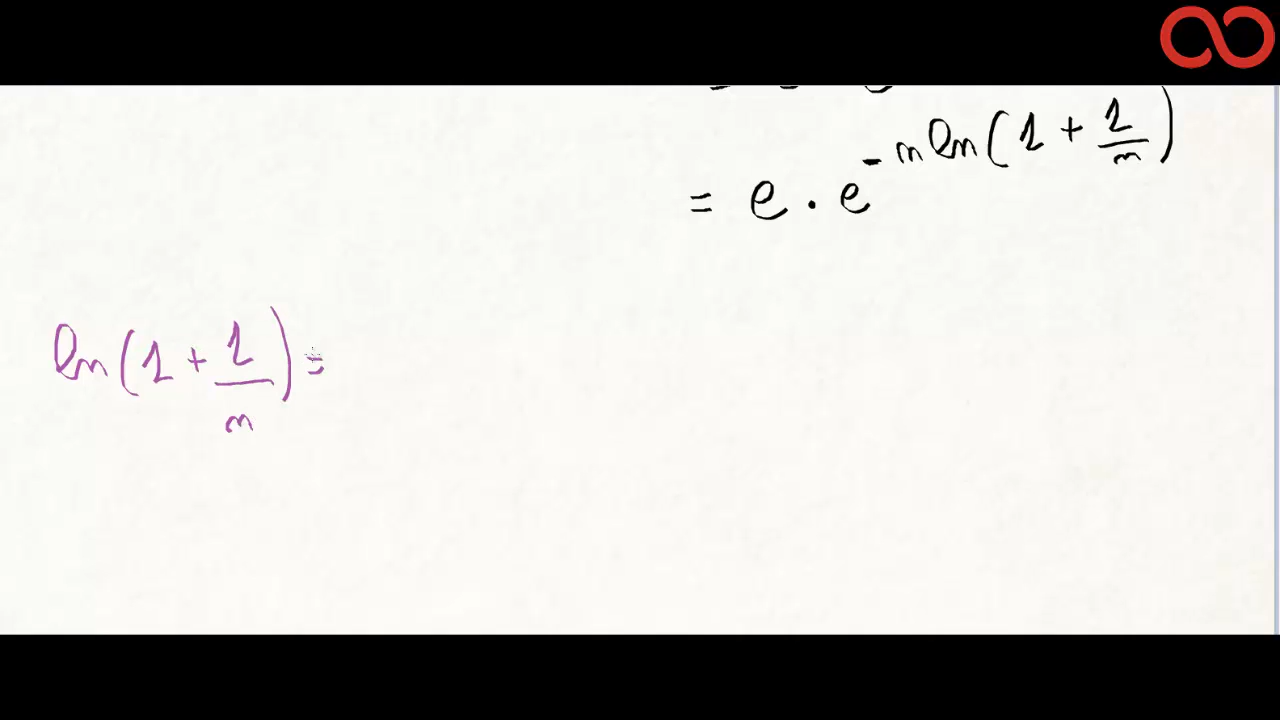 = e · e^{-n ln(1 + 1/n)}
ln(1 + 1/n) =